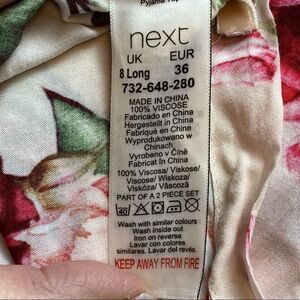 Pyjama Top
next
UK EUR
8 Long 36
732-648-280
MADE IN CHINA
100% VISCOSE
Fabricado en China
Hergestellt in China
Fabriqué en Chine
Wyprodukowano w
Chinach
Vyrobeno v Číně
Fabricat în China
100% Viscosa/ Viskose/
Viscose/ Wiskoza/
Viskóza/ Vâscoză
PART OF A 2 PIECE SET
40
Wash with similar colours
Wash inside out
Iron on reverse
Lavar con colores
similares. Lavar del revés.
KEEP AWAY FROM FIRE